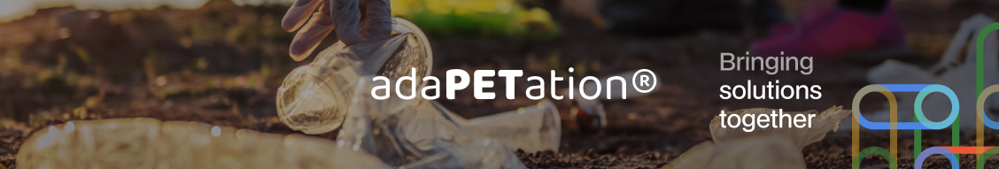 adaPETation®
Bringing
solutions
together